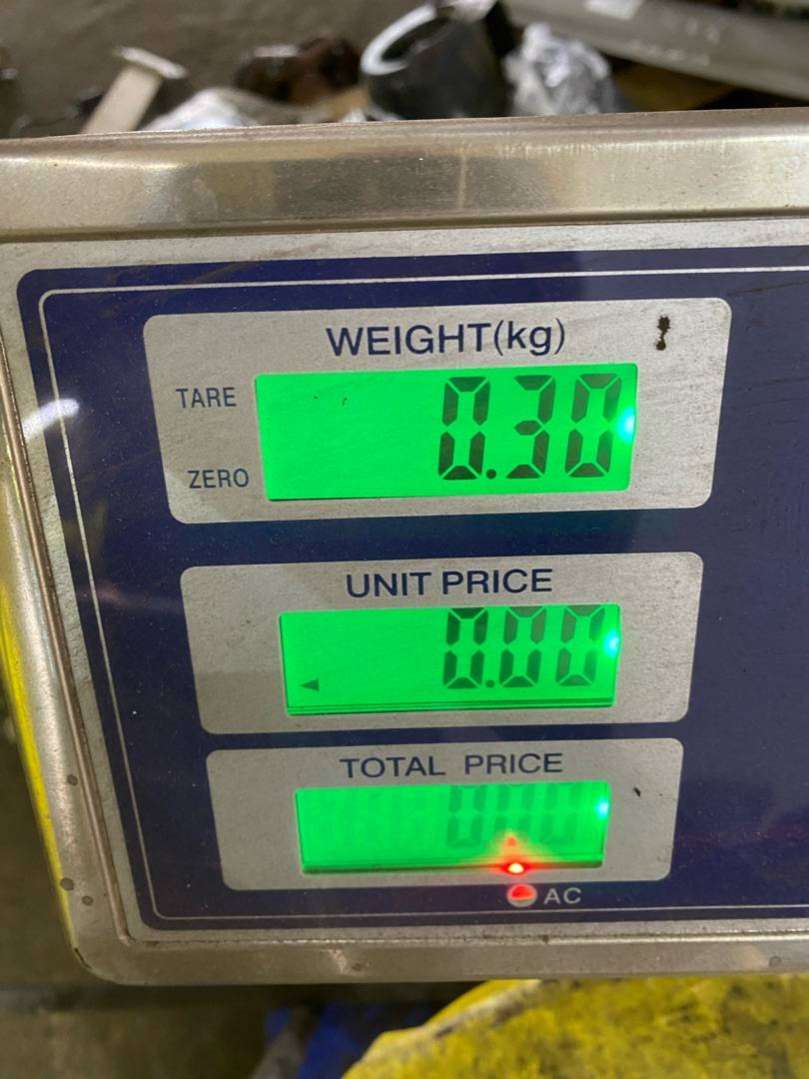 WEIGHT(kg)
TARE
0.30
ZERO
UNIT PRICE
0.00
TOTAL PRICE
0.00
AC